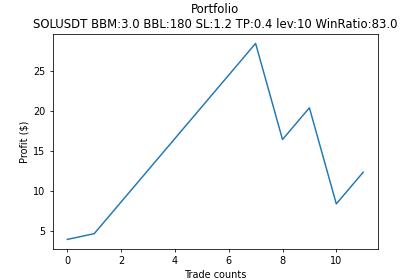 Portfolio
SOLUSDT BBM:3.0 BBL:180 SL:1.2 TP:0.4 lev:10 WinRatio:83.0
Profit ($)
25
20
15
10
5
0 2 4 6 8 10
Trade counts